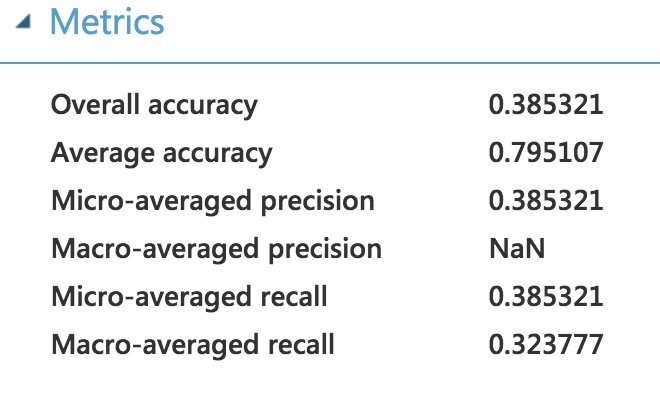 Metrics
Overall accuracy 0.385321
Average accuracy 0.795107
Micro-averaged precision 0.385321
Macro-averaged precision NaN
Micro-averaged recall 0.385321
Macro-averaged recall 0.323777